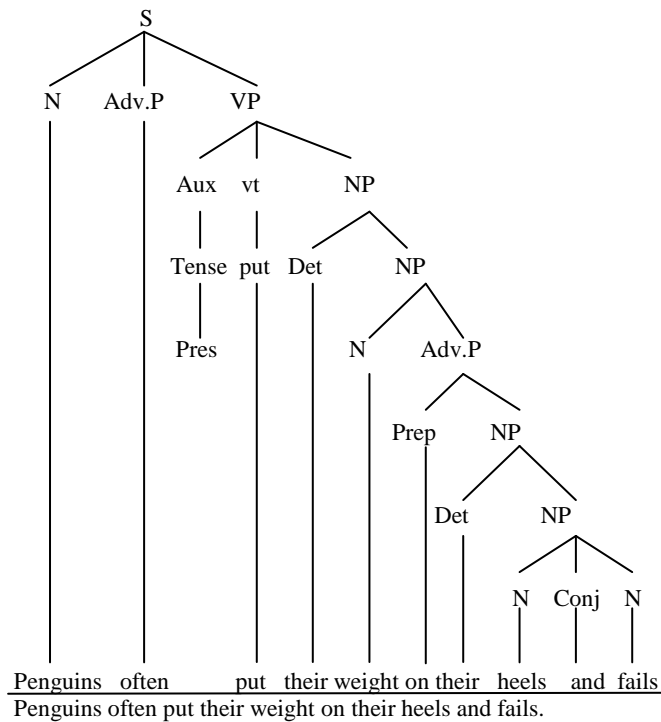 S
N Adv.P VP
Aux vt NP
Tense put Det NP
Pres N Adv.P
Prep NP
Det NP
N Conj N
Penguins often put their weight on their heels and fails
Penguins often put their weight on their heels and fails.